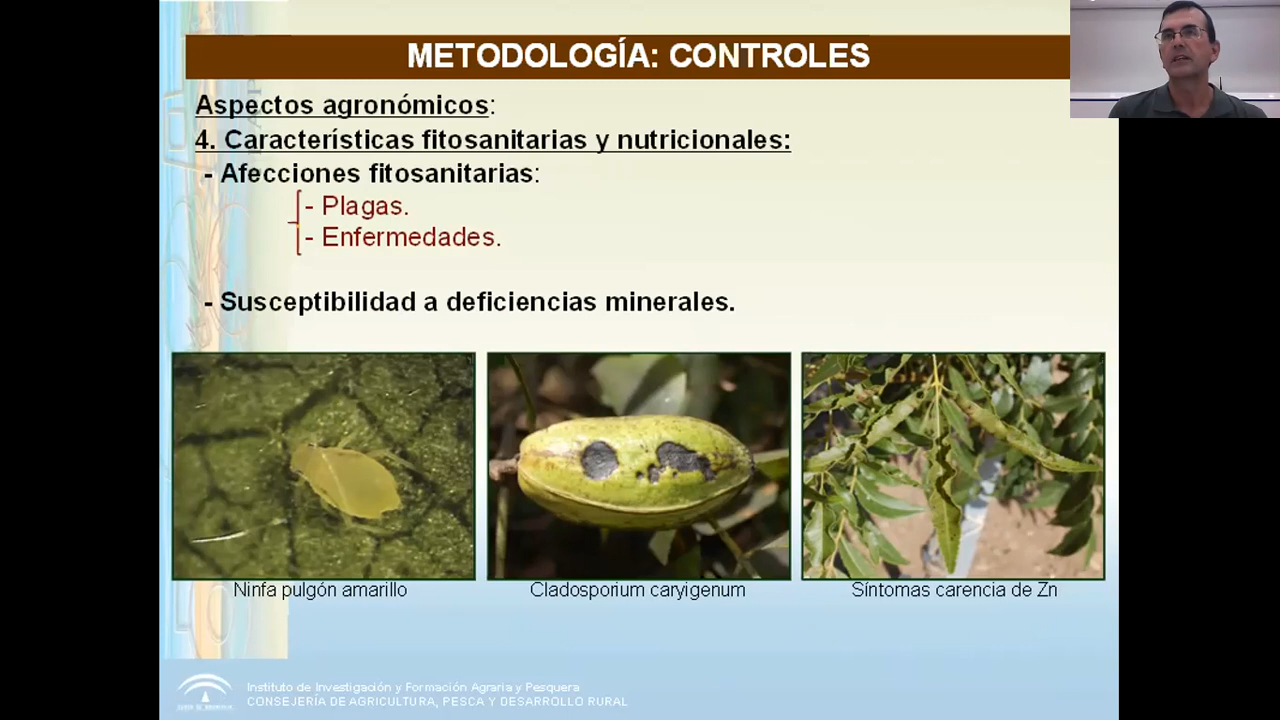 METODOLOGÍA: CONTROLES
Aspectos agronómicos:
4. Características fitosanitarias y nutricionales:
- Afecciones fitosanitarias:
- Plagas.
- Enfermedades.
- Susceptibilidad a deficiencias minerales.
Ninfa pulgón amarillo
Cladosporium caryigenum
Síntomas carencia de Zn
Instituto de Investigación y Formación Agraria y Pesquera
CONSEJERÍA DE AGRICULTURA, PESCA Y DESARROLLO RURAL